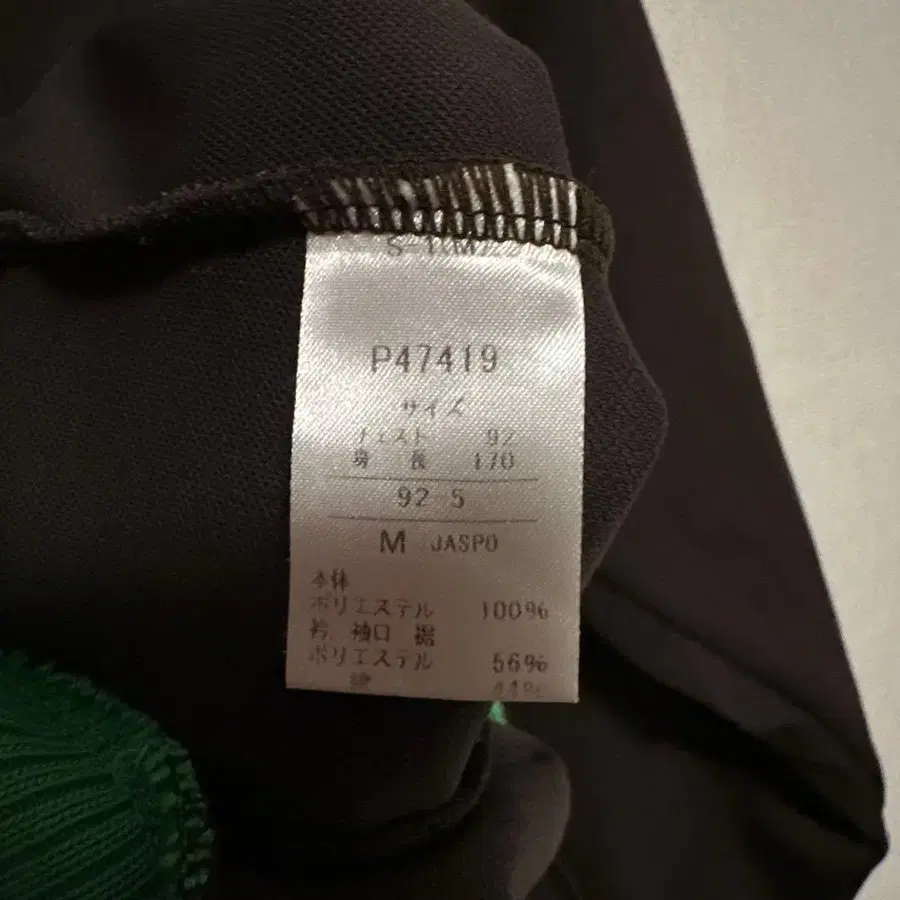 P47419
サイズ
チェスト 92
身 長 170
92 5
M JASPO
本体
ポリエステル 100%
衿 袖口 裾
ポリエステル 56%
44%